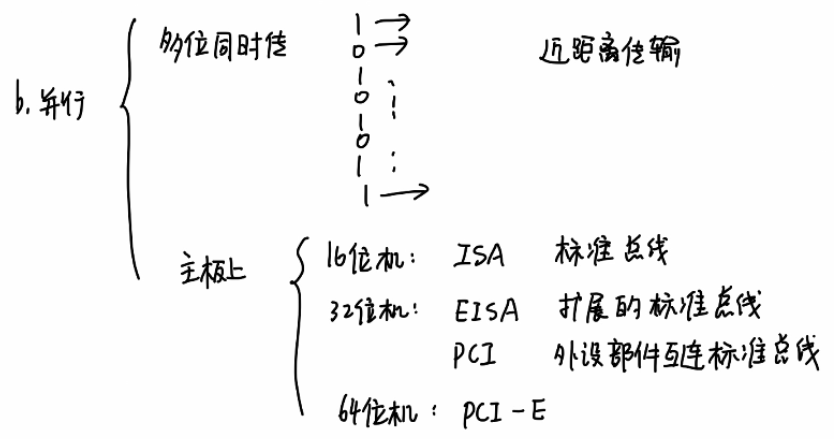 b. 并行
多位同时传
1 →
0 →
1
0
1
0
1
1 →
近距离传输
主板上
16位机： ISA 标准总线
32位机： EISA 扩展的标准总线
PCI 外设部件互连标准总线
64位机： PCI-E